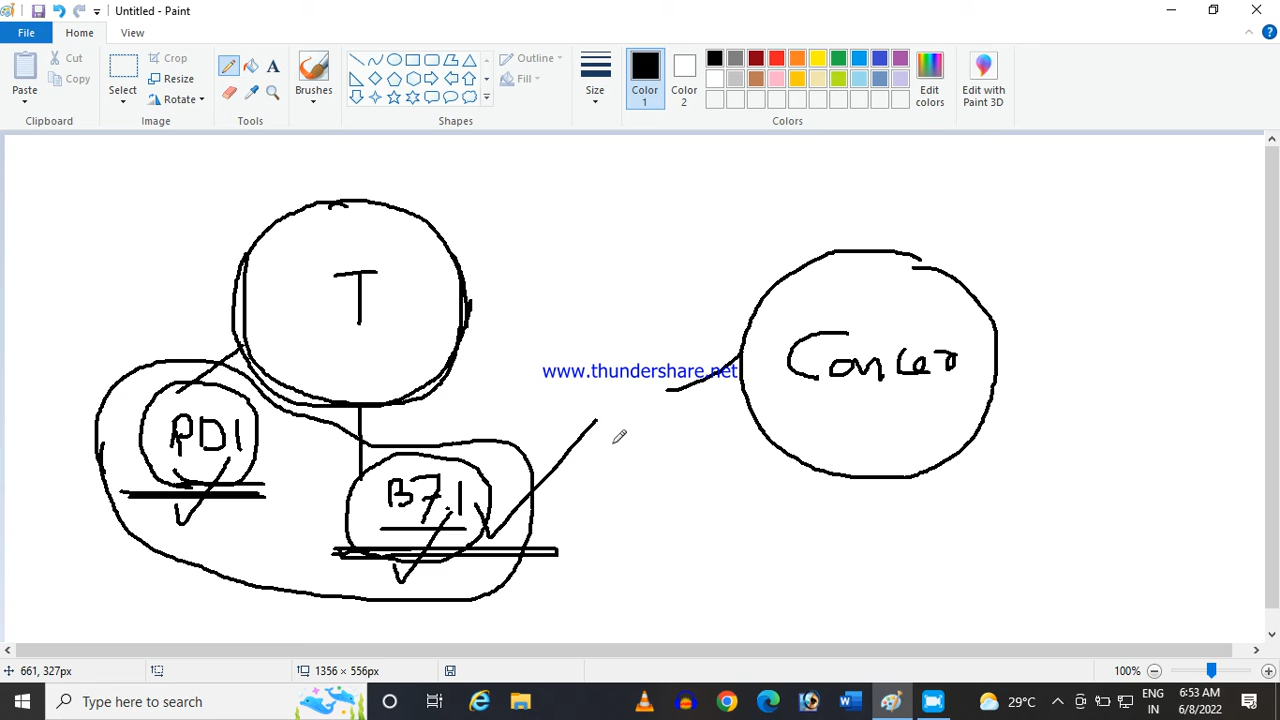 Untitled - Paint
File
Home
View
Paste
Cut
Copy
Clipboard
Select
Crop
Resize
Rotate
Image
Tools
Brushes
Shapes
Outline
Fill
Size
Color 1
Color 2
Colors
Edit colors
Edit with Paint 3D
T
Cancer
www.thundershare.net
PD1
B7.1
661, 327px
1356 × 556px
100%
Type here to search
29°C
ENG
IN
6:53 AM
6/8/2022